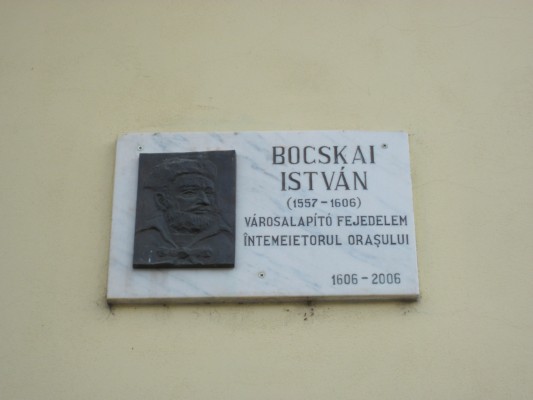 BOCSKAI
ISTVÁN
(1557-1606)
VÁROSALAPÍTÓ FEJEDELEM
ÎNTEMEIETORUL ORAŞULUI
1606-2006